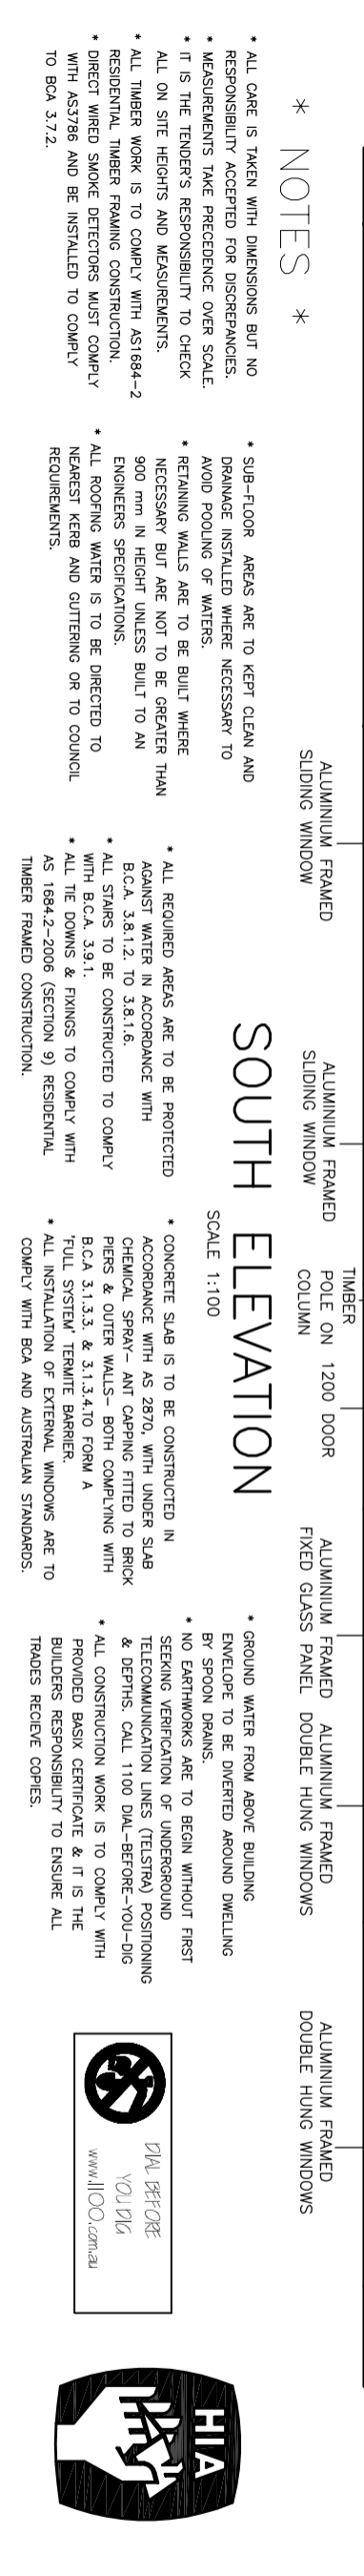 ALUMINIUM FRAMED
SLIDING WINDOW
ALUMINIUM FRAMED
SLIDING WINDOW
TIMBER
POLE ON 1200 DOOR
COLUMN
ALUMINIUM FRAMED
FIXED GLASS PANEL
ALUMINIUM FRAMED
DOUBLE HUNG WINDOWS
ALUMINIUM FRAMED
DOUBLE HUNG WINDOWS
SOUTH ELEVATION
SCALE 1:100
* NOTES *
* ALL CARE IS TAKEN WITH DIMENSIONS BUT NO
RESPONSIBILITY ACCEPTED FOR DISCREPANCIES.
* MEASUREMENTS TAKE PRECEDENCE OVER SCALE.
* IT IS THE TENDER'S RESPONSIBILITY TO CHECK
ALL ON SITE HEIGHTS AND MEASUREMENTS.
* ALL TIMBER WORK IS TO COMPLY WITH AS1684-2
RESIDENTIAL TIMBER FRAMING CONSTRUCTION.
* DIRECT WIRED SMOKE DETECTORS MUST COMPLY
WITH AS3786 AND BE INSTALLED TO COMPLY
TO BCA 3.7.2.
* SUB-FLOOR AREAS ARE TO KEPT CLEAN AND
DRAINAGE INSTALLED WHERE NECESSARY TO
AVOID POOLING OF WATERS.
* RETAINING WALLS ARE TO BE BUILT WHERE
NECESSARY BUT ARE NOT TO BE GREATER THAN
900 mm IN HEIGHT UNLESS BUILT TO AN
ENGINEERS SPECIFICATIONS.
* ALL ROOFING WATER IS TO BE DIRECTED TO
NEAREST KERB AND GUTTERING OR TO COUNCIL
REQUIREMENTS.
* ALL REQUIRED AREAS ARE TO BE PROTECTED
AGAINST WATER IN ACCORDANCE WITH
B.C.A. 3.8.1.2. TO 3.8.1.6.
* ALL STAIRS TO BE CONSTRUCTED TO COMPLY
WITH B.C.A. 3.9.1.
* ALL TIE DOWNS & FIXINGS TO COMPLY WITH
AS 1684.2-2006 (SECTION 9) RESIDENTIAL
TIMBER FRAMED CONSTRUCTION.
* CONCRETE SLAB IS TO BE CONSTRUCTED IN
ACCORDANCE WITH AS 2870, WITH UNDER SLAB
CHEMICAL SPRAY- ANT CAPPING FITTED TO BRICK
PIERS & OUTER WALLS- BOTH COMPLYING WITH
B.C.A 3.1.3.3. & 3.1.3.4.TO FORM A
'FULL SYSTEM' TERMITE BARRIER.
* ALL INSTALLATION OF EXTERNAL WINDOWS ARE TO
COMPLY WITH BCA AND AUSTRALIAN STANDARDS.
* GROUND WATER FROM ABOVE BUILDING
ENVELOPE TO BE DIVERTED AROUND DWELLING
BY SPOON DRAINS.
* NO EARTHWORKS ARE TO BEGIN WITHOUT FIRST
SEEKING VERIFICATION OF UNDERGROUND
TELECOMMUNICATION LINES (TELSTRA) POSITIONING
& DEPTHS. CALL 1100 DIAL-BEFORE-YOU-DIG
* ALL CONSTRUCTION WORK IS TO COMPLY WITH
PROVIDED BASIX CERTIFICATE & IT IS THE
BUILDERS RESPONSIBILITY TO ENSURE ALL
TRADES RECIEVE COPIES.
DIAL BEFORE
YOU DIG
www.1100.com.au
HIA